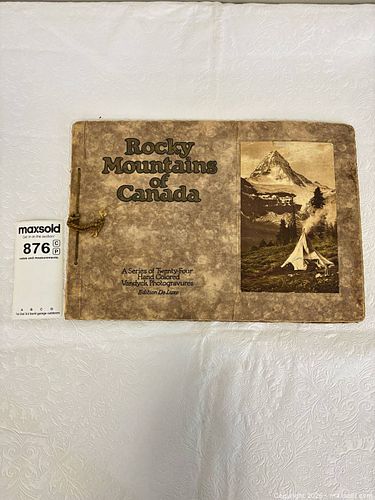 Rocky
Mountains
of
Canada
A Series of Twenty-Four
Hand Colored
Vandyck Photogravures
Edition De Luxe
maxsold
876
C
P
A B C D